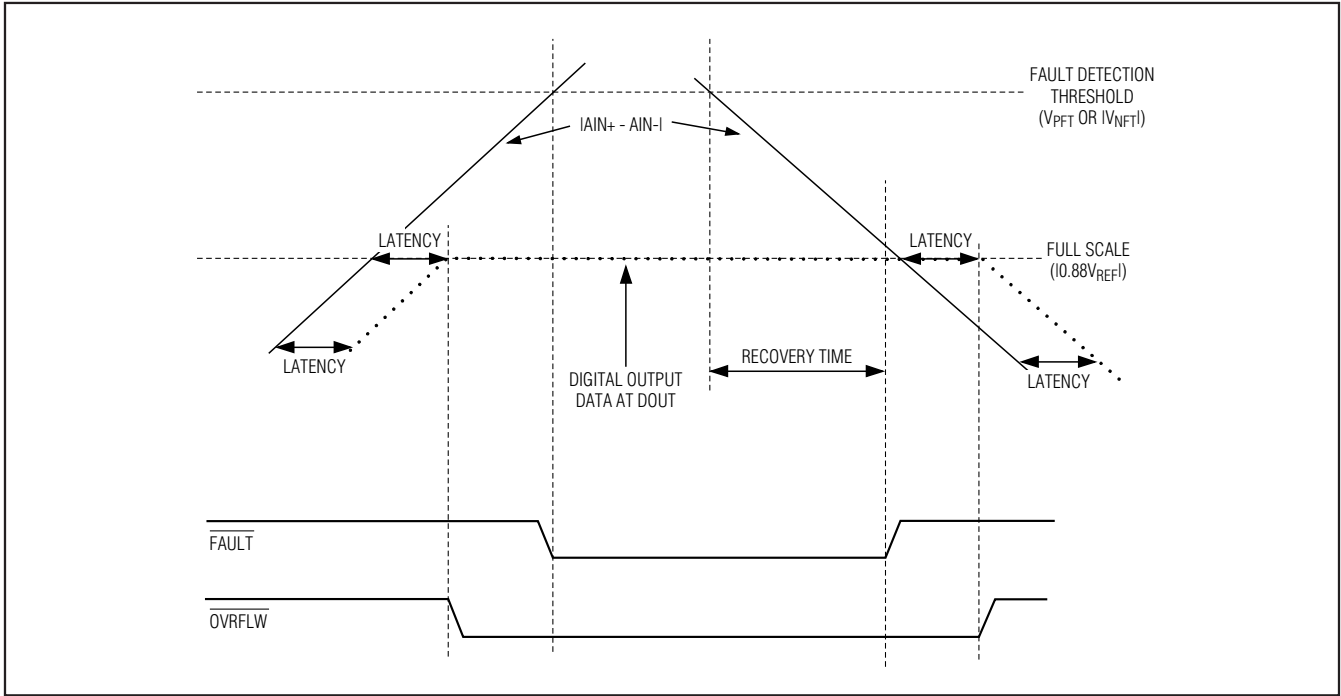 FAULT DETECTION
THRESHOLD
(VPFT OR |VNFT|)
|AIN+ - AIN-|
LATENCY
LATENCY
FULL SCALE
(|0.88VREF|)
LATENCY
RECOVERY TIME
DIGITAL OUTPUT
DATA AT DOUT
LATENCY
FAULT
OVRFLW